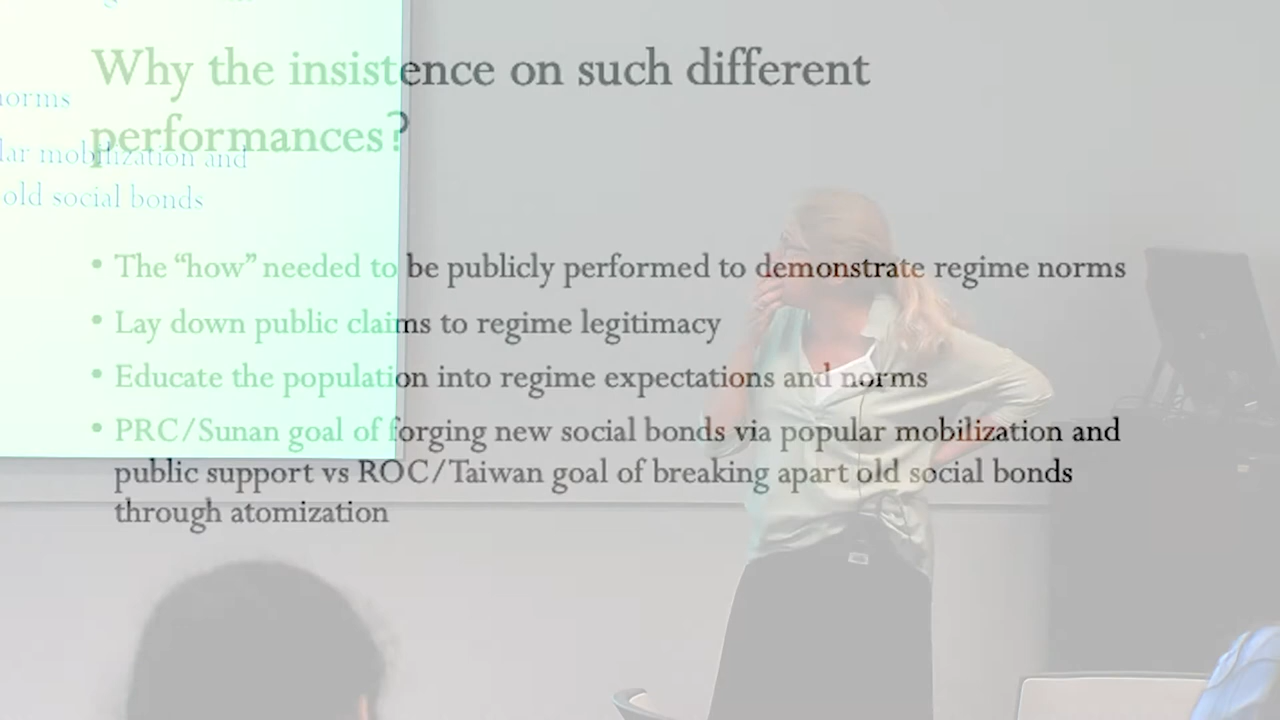 Why the insistence on such different
performances?
norms
mobilization and
old social bonds
• The “how” needed to be publicly performed to demonstrate regime norms
• Lay down public claims to regime legitimacy
• Educate the population into regime expectations and norms
• PRC/Sunan goal of forging new social bonds via popular mobilization and
public support vs ROC/Taiwan goal of breaking apart old social bonds
through atomization